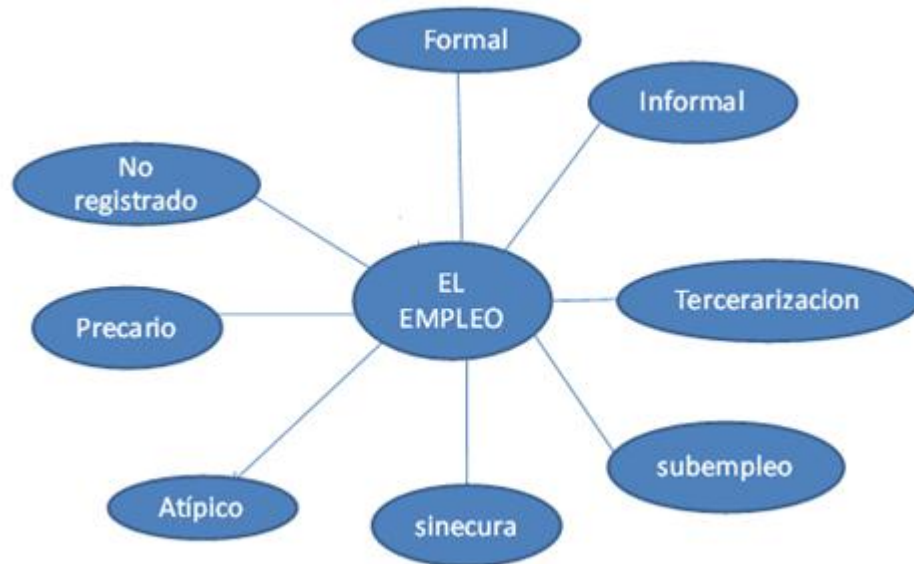 Formal
Informal
No
registrado
EL
EMPLEO
Tercerarizacion
Precario
subempleo
Atípico
sinecura